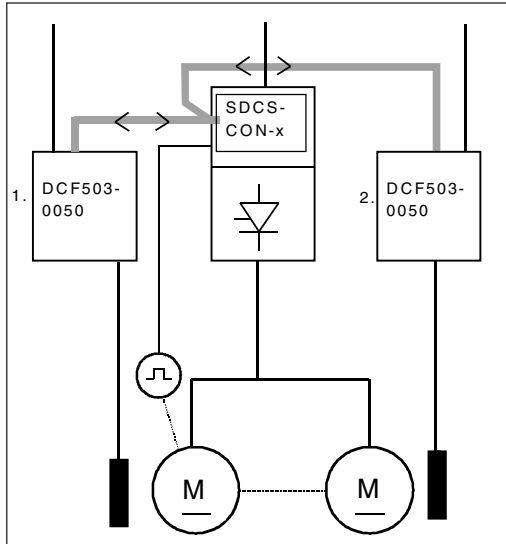 SDCS-
CON-x
1.
DCF503-
0050
2.
DCF503-
0050
M
M